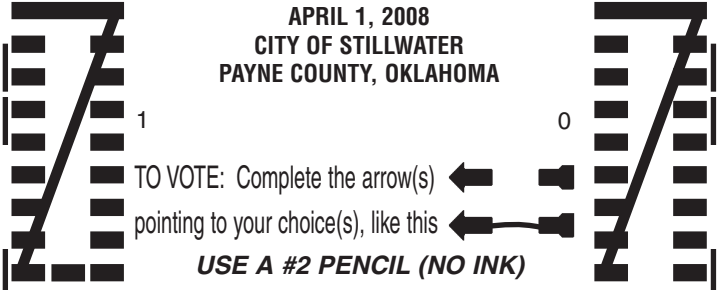 APRIL 1, 2008
CITY OF STILLWATER
PAYNE COUNTY, OKLAHOMA
1 0
TO VOTE: Complete the arrow(s)
pointing to your choice(s), like this
USE A #2 PENCIL (NO INK)